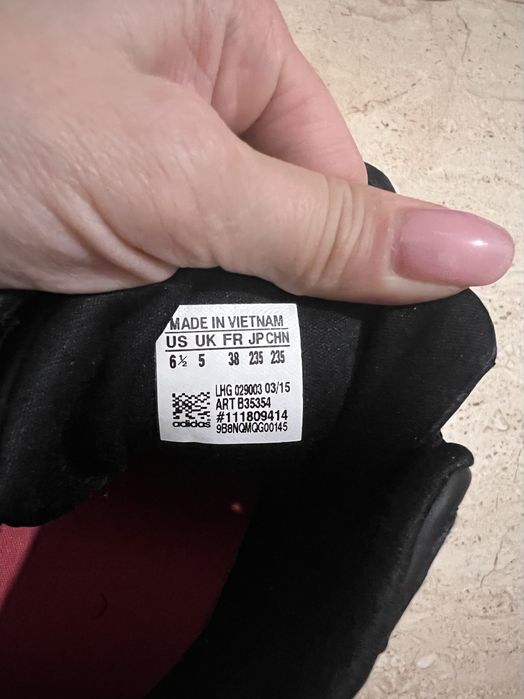 MADE IN VIETNAM
US UK FR JP CHN
6½ 5 38 235 235
LHG 029003 03/15
ART B35354
#111809414
adidas 9B8NQMQG00145